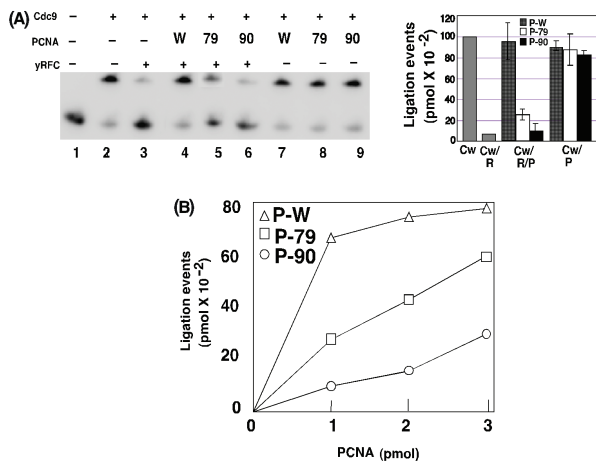 (A)
Cdc9 – + + + + + + + +
PCNA – – – W 79 90 W 79 90
yRFC – – + + + + – – –
1 2 3 4 5 6 7 8 9
Ligation events
(pmol X 10⁻²)
120
100
80
60
40
20
0
P-W
P-79
P-90
Cw Cw/ Cw/ Cw/
R R/P P
(B)
Ligation events
(pmol X 10⁻²)
80
60
40
20
0
P-W
P-79
P-90
0 1 2 3
PCNA (pmol)